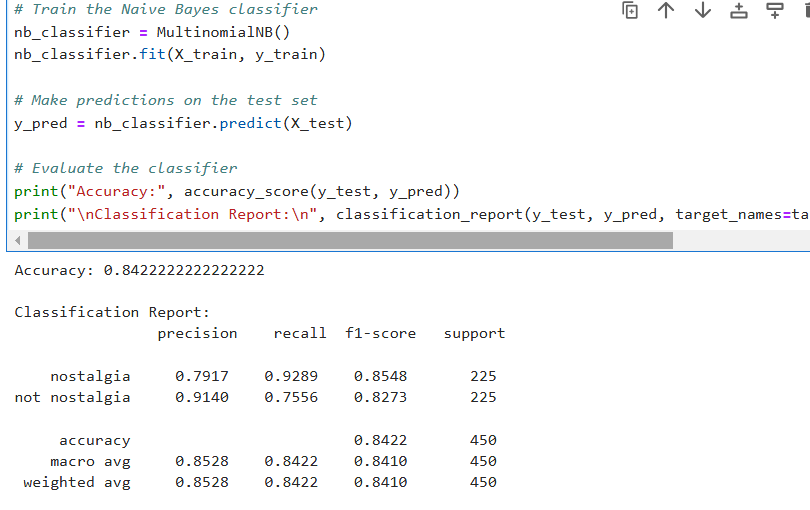 # Train the Naive Bayes classifier
nb_classifier = MultinomialNB()
nb_classifier.fit(X_train, y_train)
# Make predictions on the test set
y_pred = nb_classifier.predict(X_test)
# Evaluate the classifier
print("Accuracy:", accuracy_score(y_test, y_pred))
print("\nClassification Report:\n", classification_report(y_test, y_pred, target_names=ta
Accuracy: 0.8422222222222222
Classification Report:
precision recall f1-score support
nostalgia 0.7917 0.9289 0.8548 225
not nostalgia 0.9140 0.7556 0.8273 225
accuracy 0.8422 450
macro avg 0.8528 0.8422 0.8410 450
weighted avg 0.8528 0.8422 0.8410 450